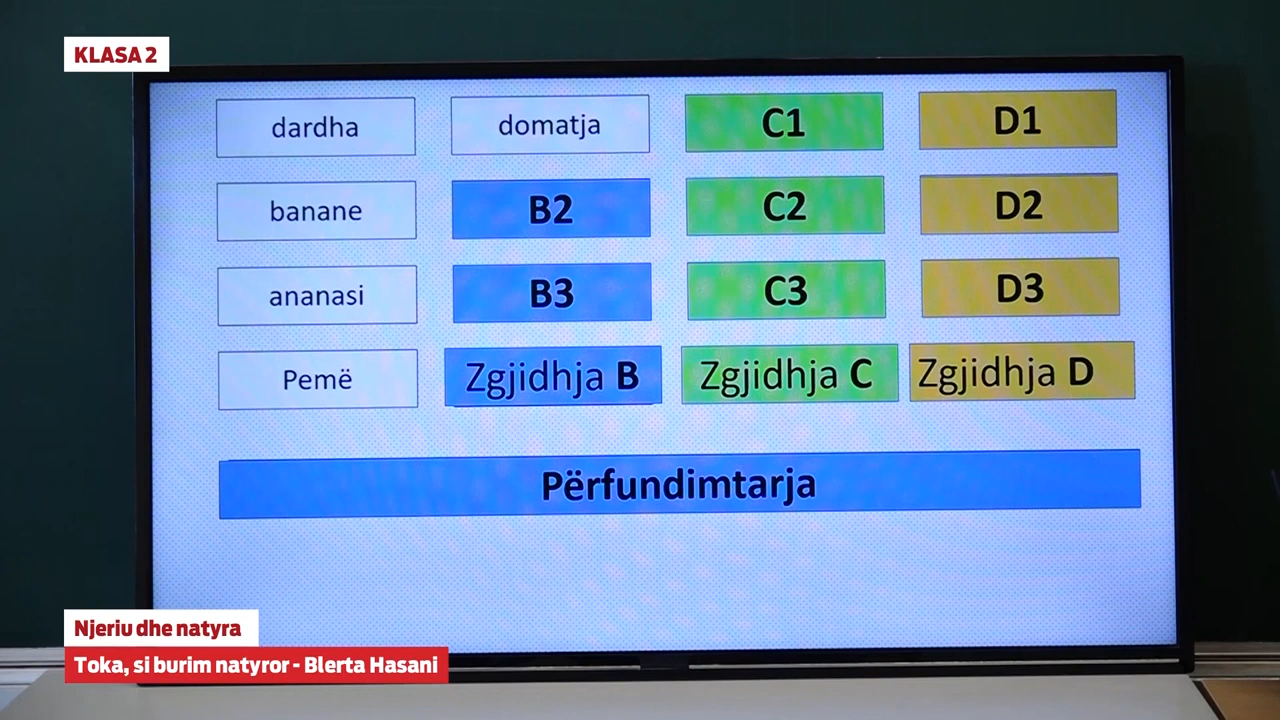 KLASA 2
dardha domatja C1 D1
banane B2 C2 D2
ananasi B3 C3 D3
Pemë Zgjidhja B Zgjidhja C Zgjidhja D
Përfundimtarja
Njeriu dhe natyra
Toka, si burim natyror - Blerta Hasani